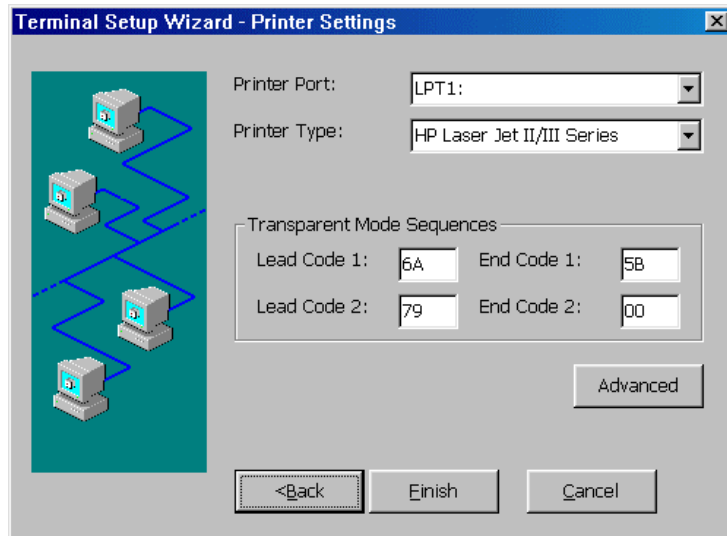 Terminal Setup Wizard - Printer Settings
Printer Port: LPT1:
Printer Type: HP Laser Jet II/III Series
Transparent Mode Sequences
Lead Code 1: 6A End Code 1: 5B
Lead Code 2: 79 End Code 2: 00
Advanced
<Back Finish Cancel